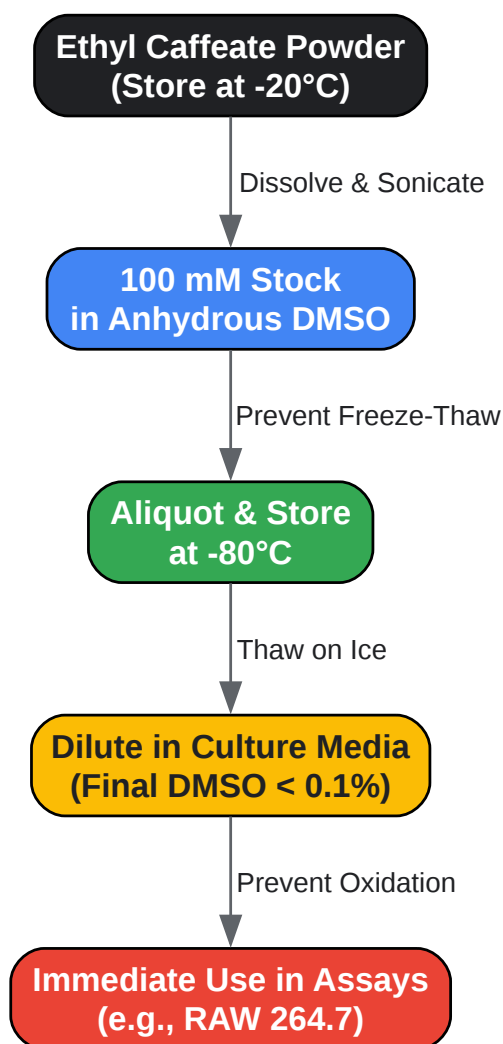 Ethyl Caffeate Powder
(Store at -20°C)
Dissolve & Sonicate
100 mM Stock
in Anhydrous DMSO
Prevent Freeze-Thaw
Aliquot & Store
at -80°C
Thaw on Ice
Dilute in Culture Media
(Final DMSO < 0.1%)
Prevent Oxidation
Immediate Use in Assays
(e.g., RAW 264.7)